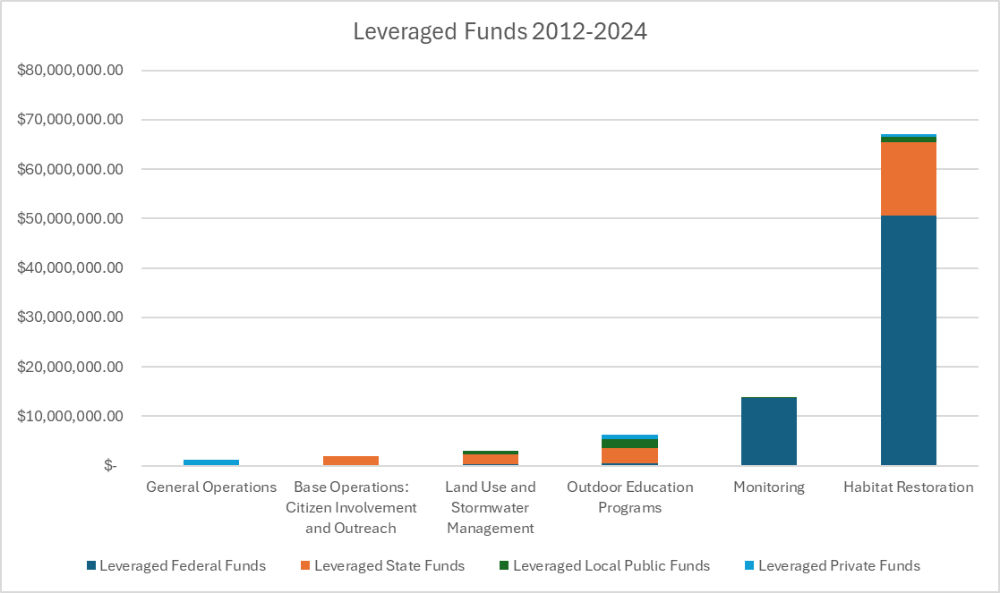 Leveraged Funds 2012-2024
$80,000,000.00
$70,000,000.00
$60,000,000.00
$50,000,000.00
$40,000,000.00
$30,000,000.00
$20,000,000.00
$10,000,000.00
$-
General Operations
Base Operations:
Citizen Involvement
and Outreach
Land Use and
Stormwater
Management
Outdoor Education
Programs
Monitoring
Habitat Restoration
Leveraged Federal Funds
Leveraged State Funds
Leveraged Local Public Funds
Leveraged Private Funds